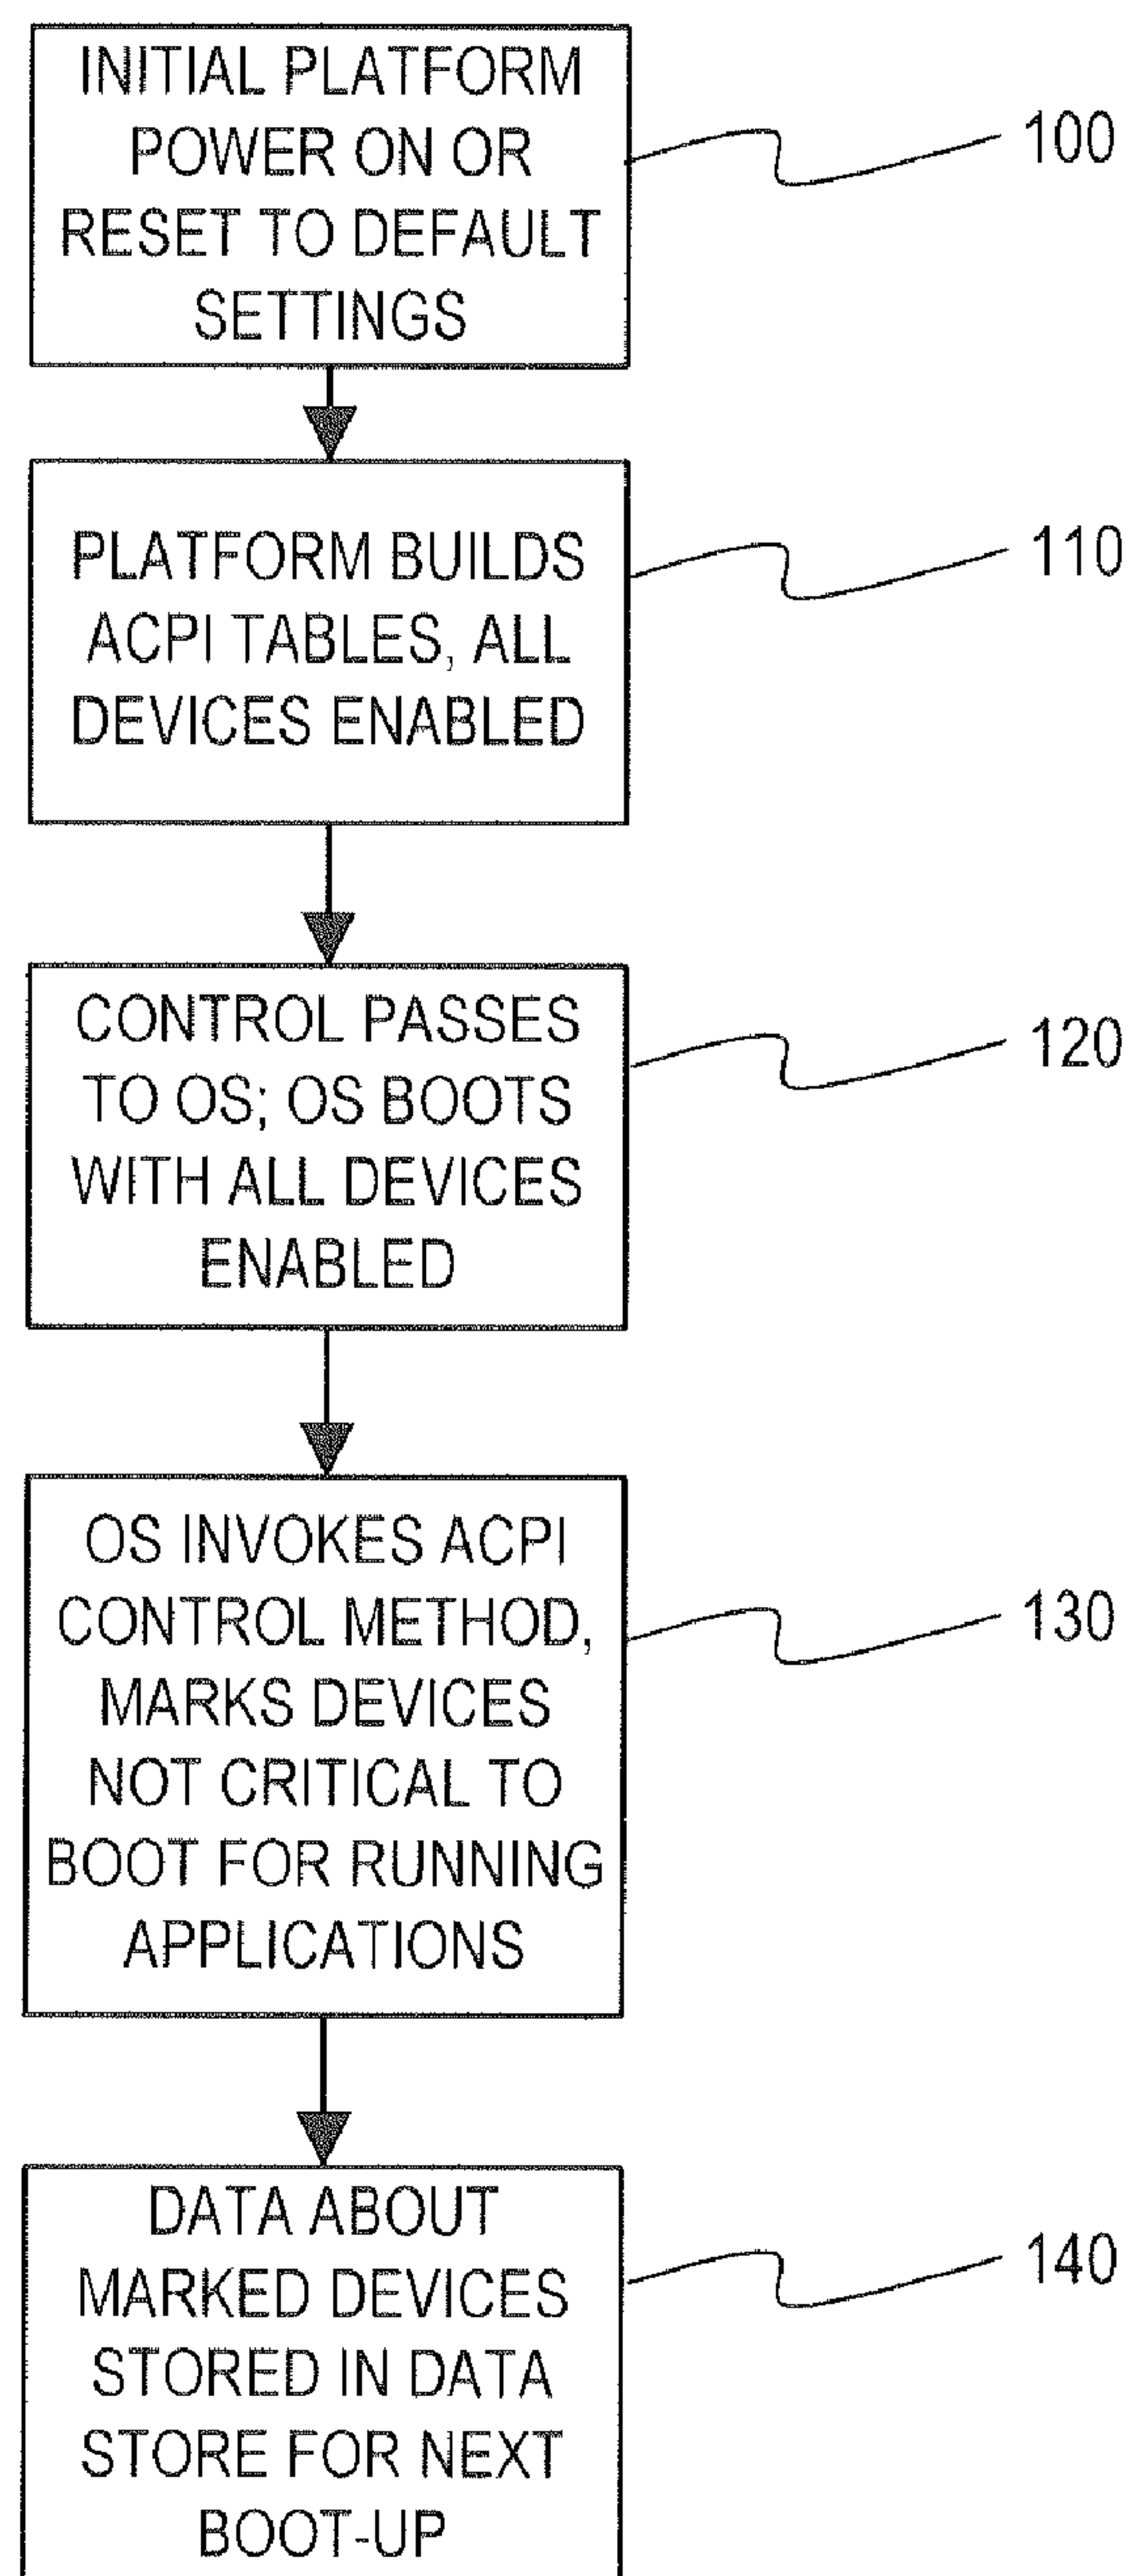 INITIAL PLATFORM
POWER ON OR
RESET TO DEFAULT
SETTINGS
100
PLATFORM BUILDS
ACPI TABLES, ALL
DEVICES ENABLED
110
CONTROL PASSES
TO OS; OS BOOTS
WITH ALL DEVICES
ENABLED
120
OS INVOKES ACPI
CONTROL METHOD,
MARKS DEVICES
NOT CRITICAL TO
BOOT FOR RUNNING
APPLICATIONS
130
DATA ABOUT
MARKED DEVICES
STORED IN DATA
STORE FOR NEXT
BOOT-UP
140